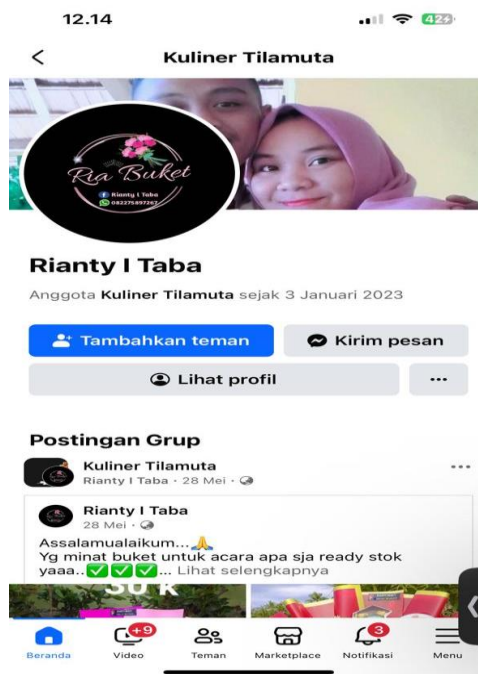 12.14
42
Kuliner Tilamuta
Ria Buket
Rianty I Taba
082275897267
Rianty I Taba
Anggota Kuliner Tilamuta sejak 3 Januari 2023
Tambahkan teman
Kirim pesan
Lihat profil
Postingan Grup
Kuliner Tilamuta
Rianty I Taba · 28 Mei ·
Rianty I Taba
28 Mei ·
Assalamualaikum...🙏
Yg minat buket untuk acara apa sja ready stok
yaaa..✅✅✅... Lihat selengkapnya
30 K
+9
3
Beranda
Video
Teman
Marketplace
Notifikasi
Menu